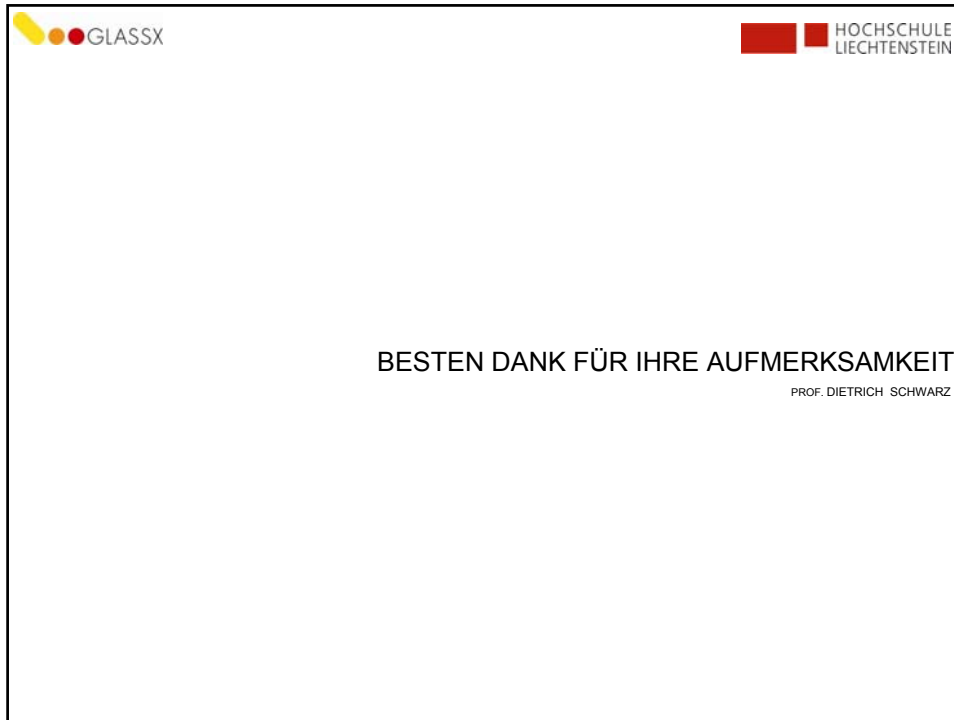 GLASSX
HOCHSCHULE
LIECHTENSTEIN
BESTEN DANK FÜR IHRE AUFMERKSAMKEIT
PROF. DIETRICH SCHWARZ